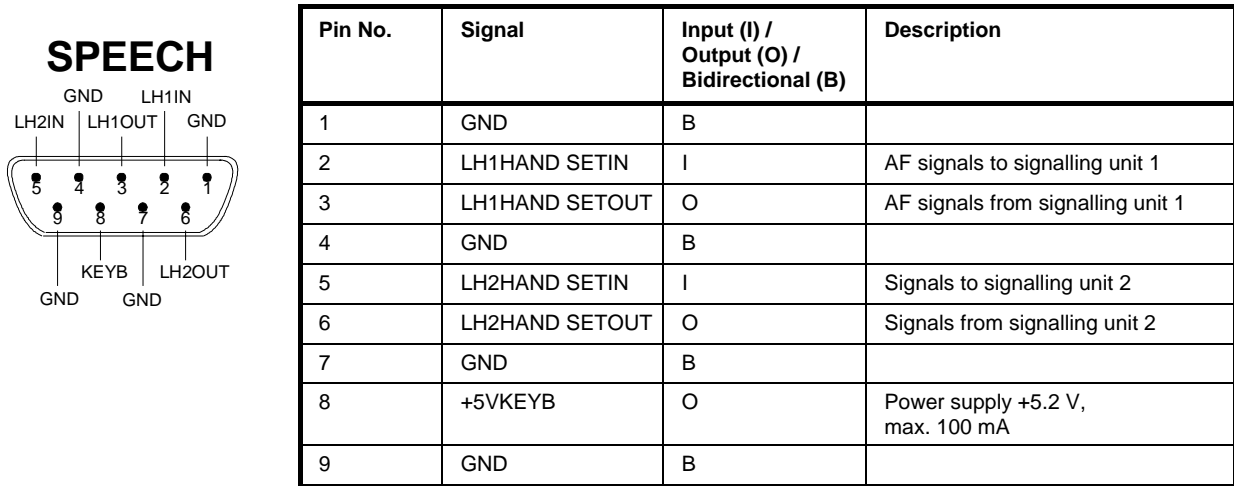 SPEECH
GND LH1IN
LH2IN LH1OUT GND
5 4 3 2 1
9 8 7 6
KEYB LH2OUT
GND GND
Pin No. Signal Input (I) / Description
Output (O) /
Bidirectional (B)
1 GND B
2 LH1HAND SETIN I AF signals to signalling unit 1
3 LH1HAND SETOUT O AF signals from signalling unit 1
4 GND B
5 LH2HAND SETIN I Signals to signalling unit 2
6 LH2HAND SETOUT O Signals from signalling unit 2
7 GND B
8 +5VKEYB O Power supply +5.2 V,
max. 100 mA
9 GND B